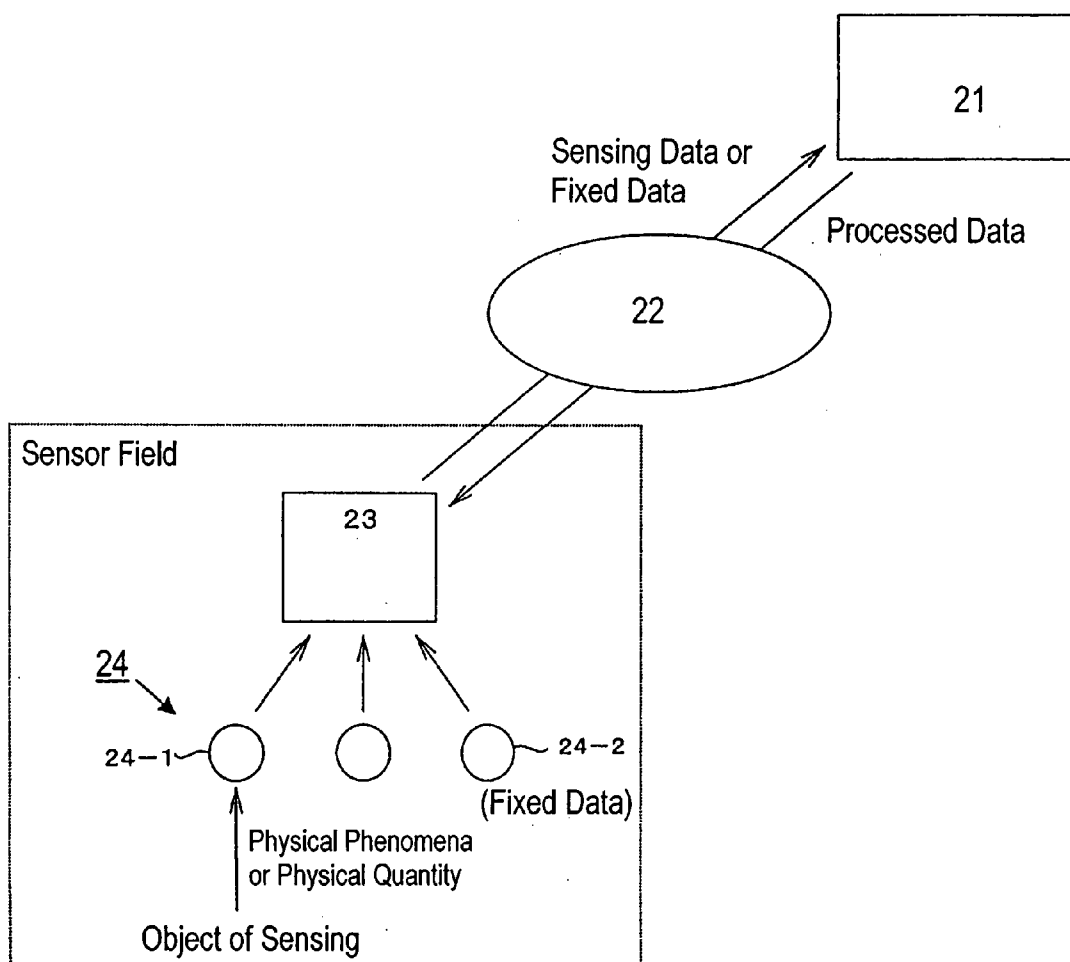 21
Sensing Data or
Fixed Data
Processed Data
22
Sensor Field
23
24
24-1
24-2
(Fixed Data)
Physical Phenomena
or Physical Quantity
Object of Sensing